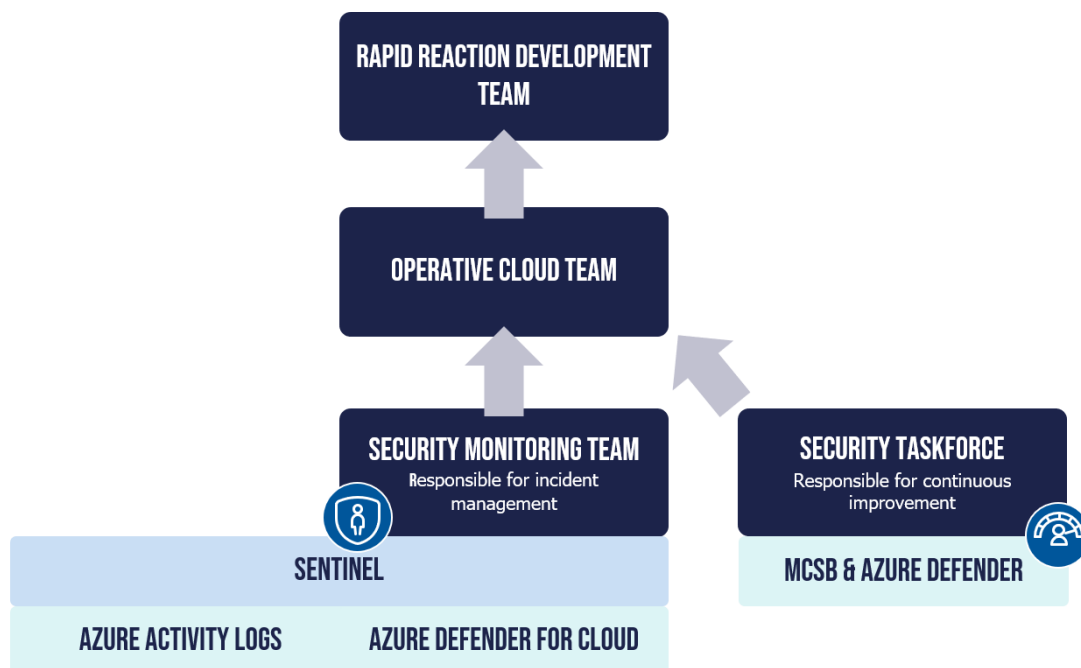 RAPID REACTION DEVELOPMENT
TEAM
OPERATIVE CLOUD TEAM
SECURITY MONITORING TEAM
Responsible for incident
management
SECURITY TASKFORCE
Responsible for continuous
improvement
SENTINEL
MCSB & AZURE DEFENDER
AZURE ACTIVITY LOGS
AZURE DEFENDER FOR CLOUD